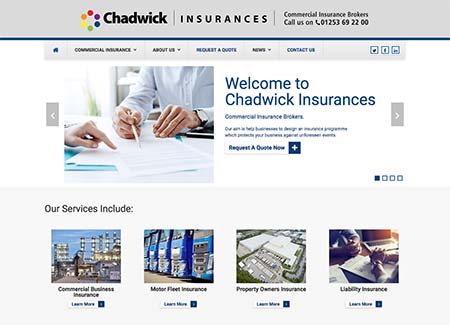 Chadwick INSURANCES
Commercial Insurance Brokers
Call us on 01253 69 22 00
COMMERCIAL INSURANCE ABOUT US REQUEST A QUOTE NEWS CONTACT US
Welcome to
Chadwick Insurances
Commercial Insurance Brokers.
Our aim is help businesses to design an insurance programme
which protects your business against unforeseen events.
Request A Quote Now
Our Services Include:
Commercial Business
Insurance
Learn More
Motor Fleet Insurance
Learn More
Property Owners Insurance
Learn More
Liability Insurance
Learn More